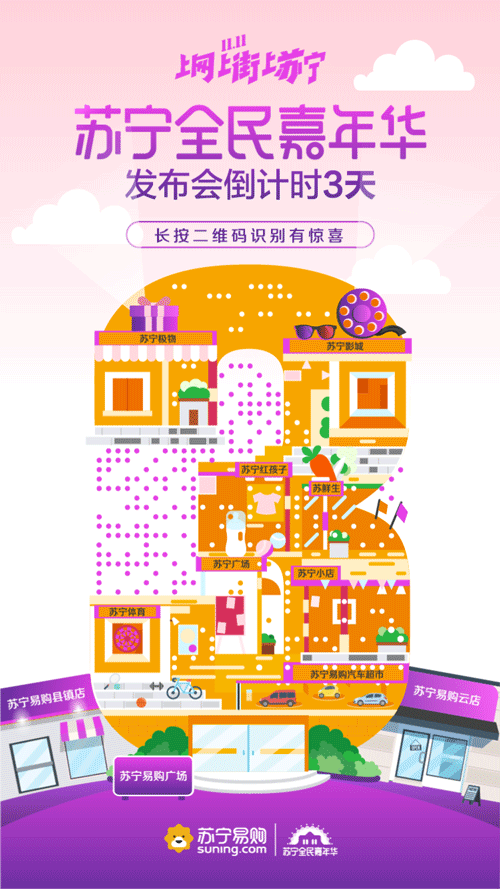 11.11
上网上街上苏宁
苏宁全民嘉年华
发布会倒计时3天
长按二维码识别有惊喜
苏宁极物
苏宁影城
苏宁红孩子
苏鲜生
苏宁广场
苏宁小店
苏宁体育
苏宁易购汽车超市
苏宁易购县镇店
苏宁易购云店
OPEN
苏宁易购广场
苏宁易购
suning.com
苏宁全民嘉年华